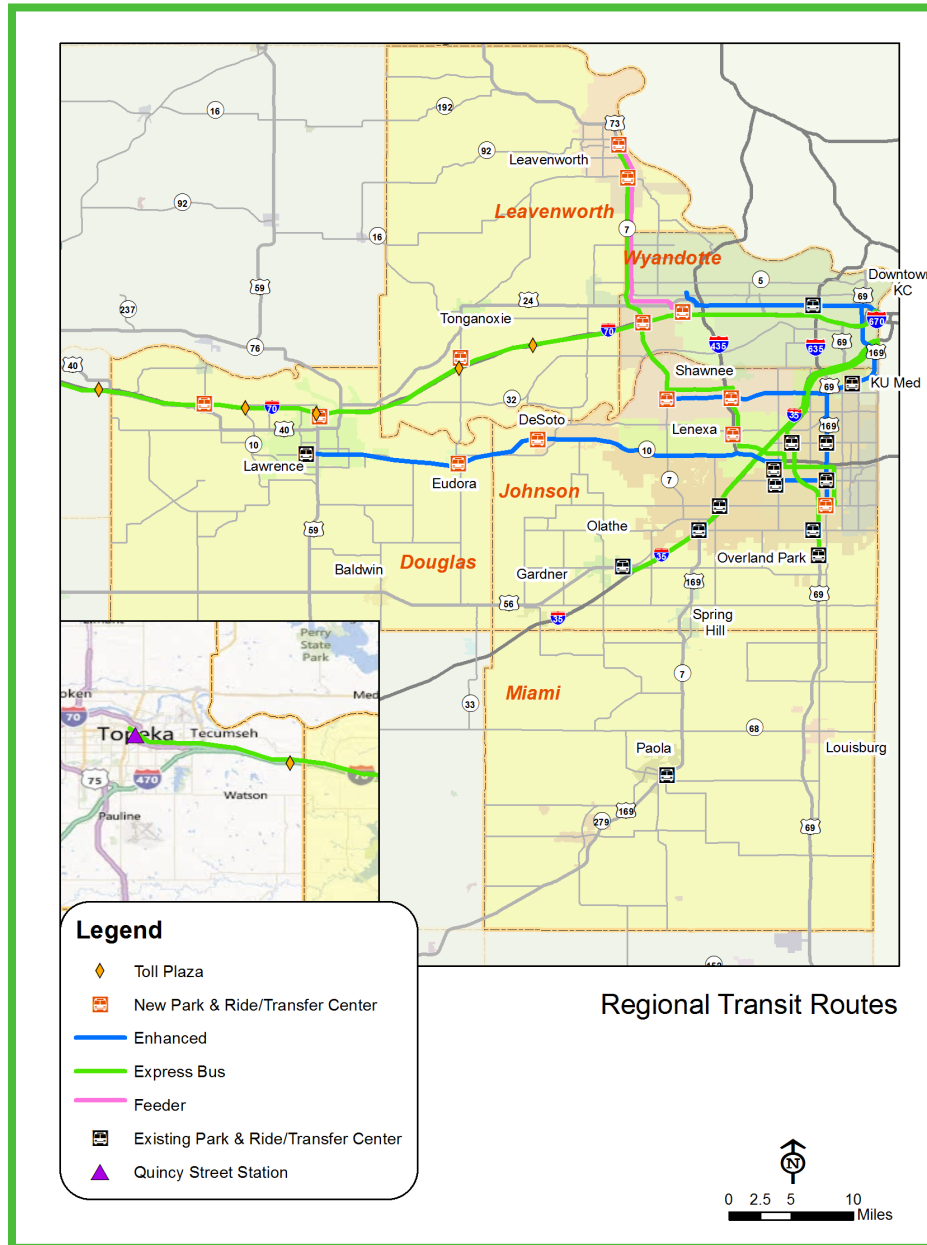 16
192
73
92
Leavenworth
92
Leavenworth
7
16
Wyandotte
59
5
Downtown
KC
24
69
237
Tonganoxie
70
670
76
435
635
69
169
40
Shawnee
69
KU Med
32
70
DeSoto
35
169
40
Lenexa
10
10
Lawrence
Eudora
Johnson
7
59
Olathe
Douglas
35
Overland Park
Baldwin
Gardner
169
69
56
35
Spring
Hill
Perry
State
Park
7
oken
Med
Miami
33
70
Topeka
Tecumseh
68
Paola
Louisburg
75
470
Watson
Pauline
169
279
69
Legend
Toll Plaza
New Park & Ride/Transfer Center
Enhanced
Express Bus
Feeder
Existing Park & Ride/Transfer Center
Quincy Street Station
Regional Transit Routes
N
0 2.5 5 10
Miles